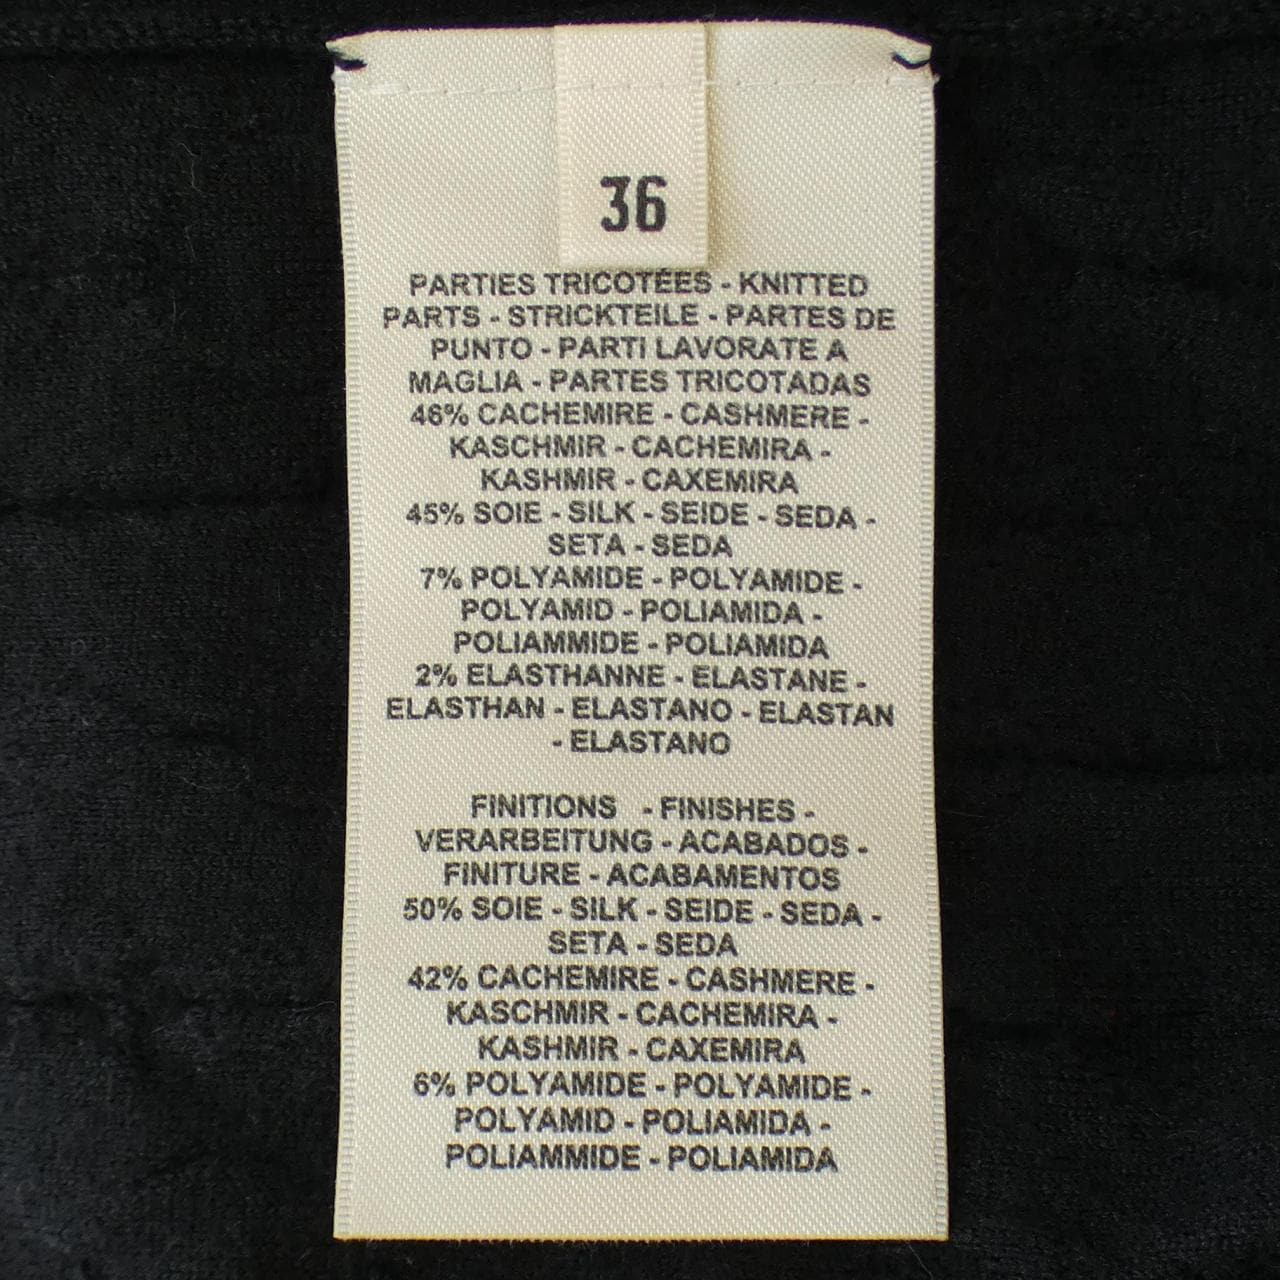 36
PARTIES TRICOTÉES - KNITTED
PARTS - STRICKTEILE - PARTES DE
PUNTO - PARTI LAVORATE A
MAGLIA - PARTES TRICOTADAS
46% CACHEMIRE - CASHMERE -
KASCHMIR - CACHEMIRA -
KASHMIR - CAXEMIRA
45% SOIE - SILK - SEIDE - SEDA -
SETA - SEDA
7% POLYAMIDE - POLYAMIDE -
POLYAMID - POLIAMIDA -
POLIAMMIDE - POLIAMIDA
2% ELASTHANNE - ELASTANE -
ELASTHAN - ELASTANO - ELASTAN
- ELASTANO
FINITIONS - FINISHES -
VERARBEITUNG - ACABADOS -
FINITURE - ACABAMENTOS
50% SOIE - SILK - SEIDE - SEDA -
SETA - SEDA
42% CACHEMIRE - CASHMERE -
KASCHMIR - CACHEMIRA -
KASHMIR - CAXEMIRA
6% POLYAMIDE - POLYAMIDE -
POLYAMID - POLIAMIDA -
POLIAMMIDE - POLIAMIDA